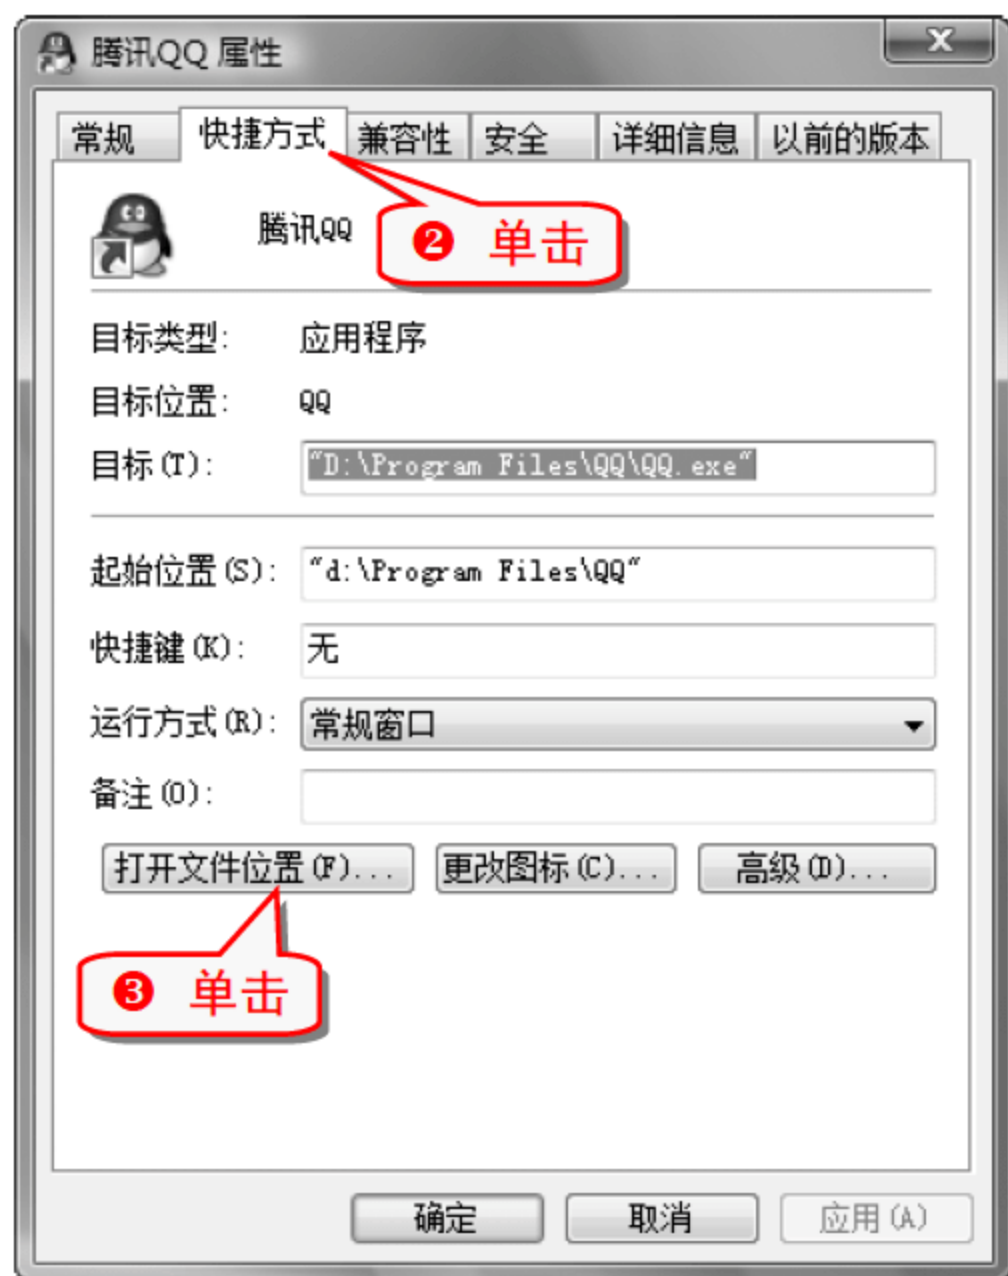 腾讯QQ 属性
常规 快捷方式 兼容性 安全 详细信息 以前的版本
腾讯QQ
❷ 单击
目标类型: 应用程序
目标位置: QQ
目标(T): "D:\Program Files\QQ\QQ.exe"
起始位置(S): "d:\Program Files\QQ"
快捷键(K): 无
运行方式(R): 常规窗口
备注(O):
打开文件位置(F)... 更改图标(C)... 高级(D)...
❸ 单击
确定 取消 应用(A)